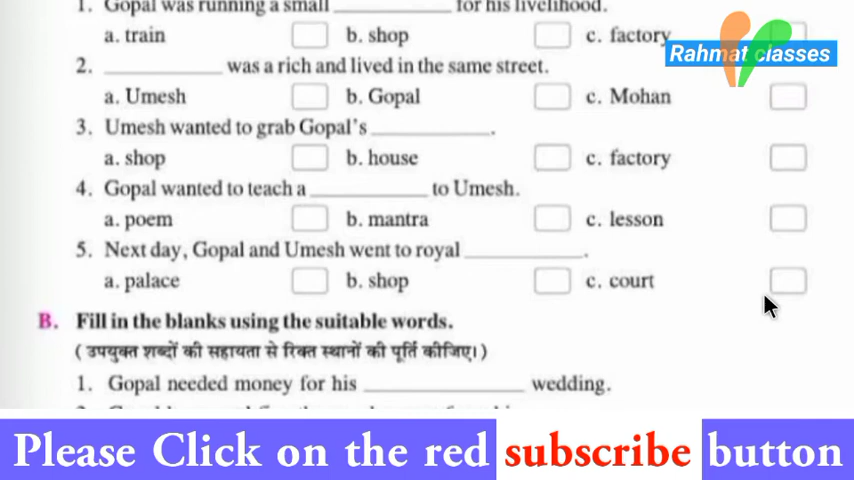 1. Gopal was running a small ____________ for his livelihood.
a. train b. shop c. factory
Rahmat classes
2. ____________ was a rich and lived in the same street.
a. Umesh b. Gopal c. Mohan
3. Umesh wanted to grab Gopal's ____________.
a. shop b. house c. factory
4. Gopal wanted to teach a ____________ to Umesh.
a. poem b. mantra c. lesson
5. Next day, Gopal and Umesh went to royal ____________.
a. palace b. shop c. court
B. Fill in the blanks using the suitable words.
( उपयुक्त शब्दों की सहायता से रिक्त स्थानों की पूर्ति कीजिए। )
1. Gopal needed money for his ________________ wedding.
Please Click on the red subscribe button